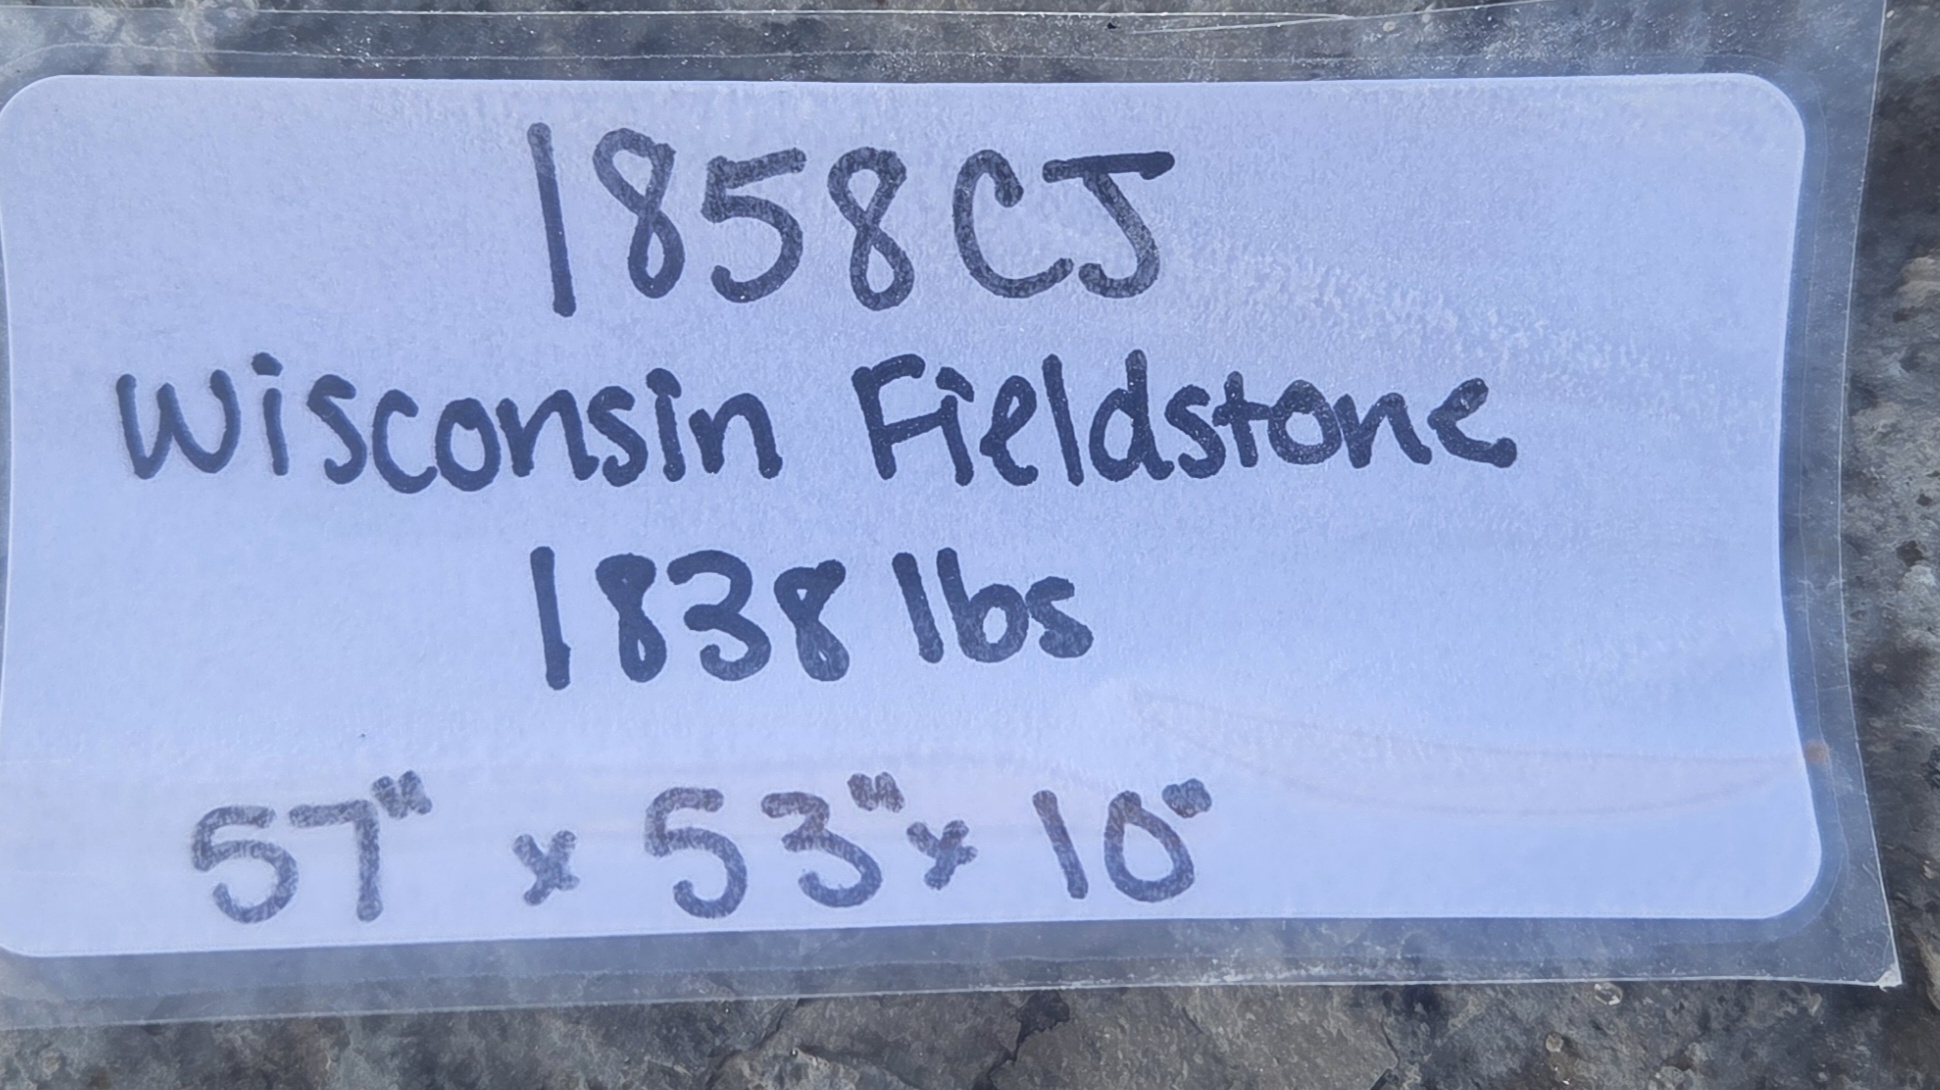 1858CJ
Wisconsin Fieldstone
1838 lbs
57" x 53" x 10"